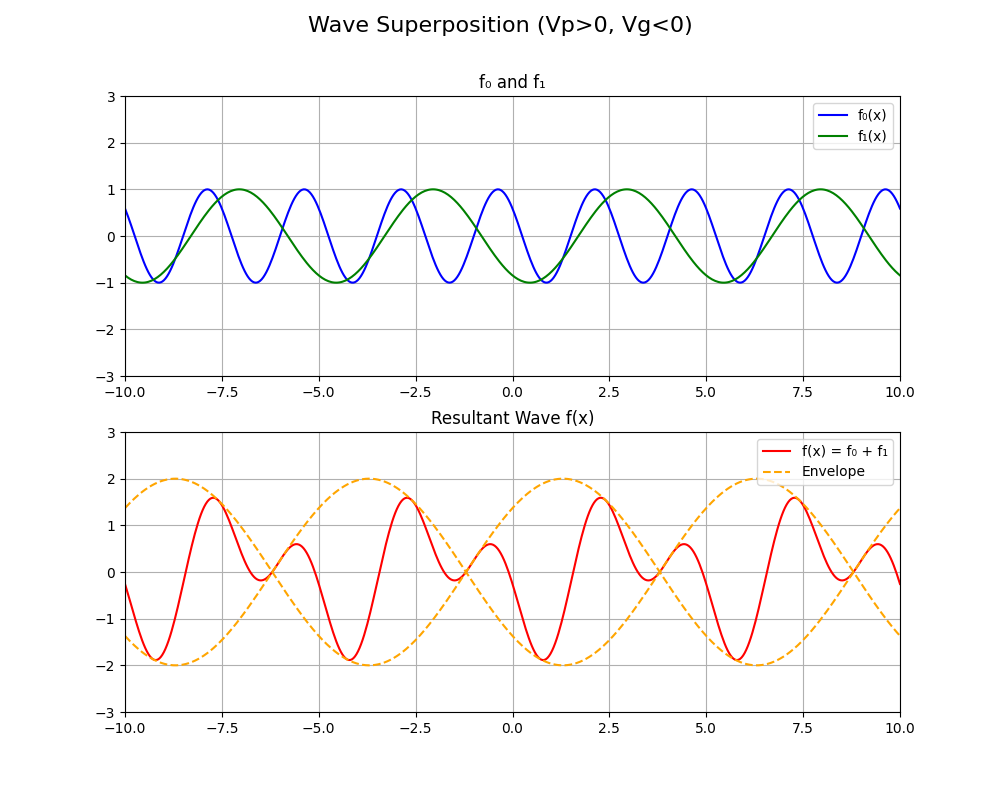 Wave Superposition (Vp>0, Vg<0)
f₀ and f₁
3
2
1
0
−1
−2
−3
f₀(x)
f₁(x)
−10.0 −7.5 −5.0 −2.5 0.0 2.5 5.0 7.5 10.0
Resultant Wave f(x)
3
2
1
0
−1
−2
−3
f(x) = f₀ + f₁
Envelope
−10.0 −7.5 −5.0 −2.5 0.0 2.5 5.0 7.5 10.0